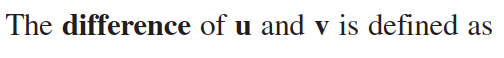 The difference of u and v is defined as